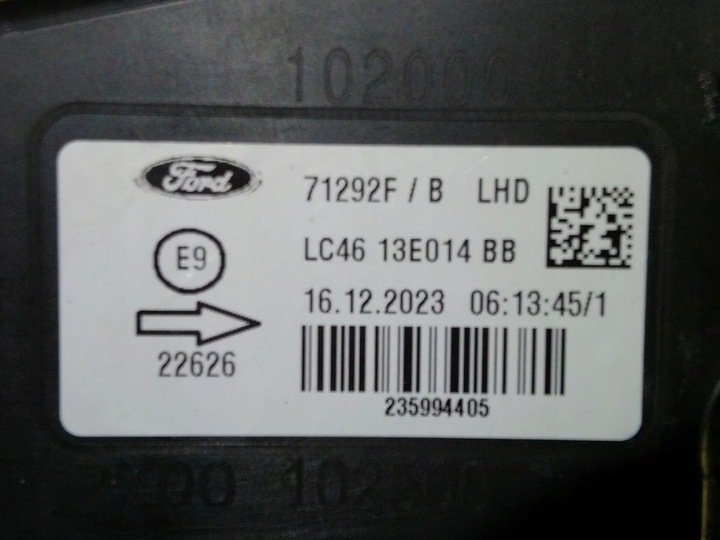 102000
Ford
71292F / B LHD
E9
LC46 13E014 BB
16.12.2023 06:13:45/1
22626
235994405